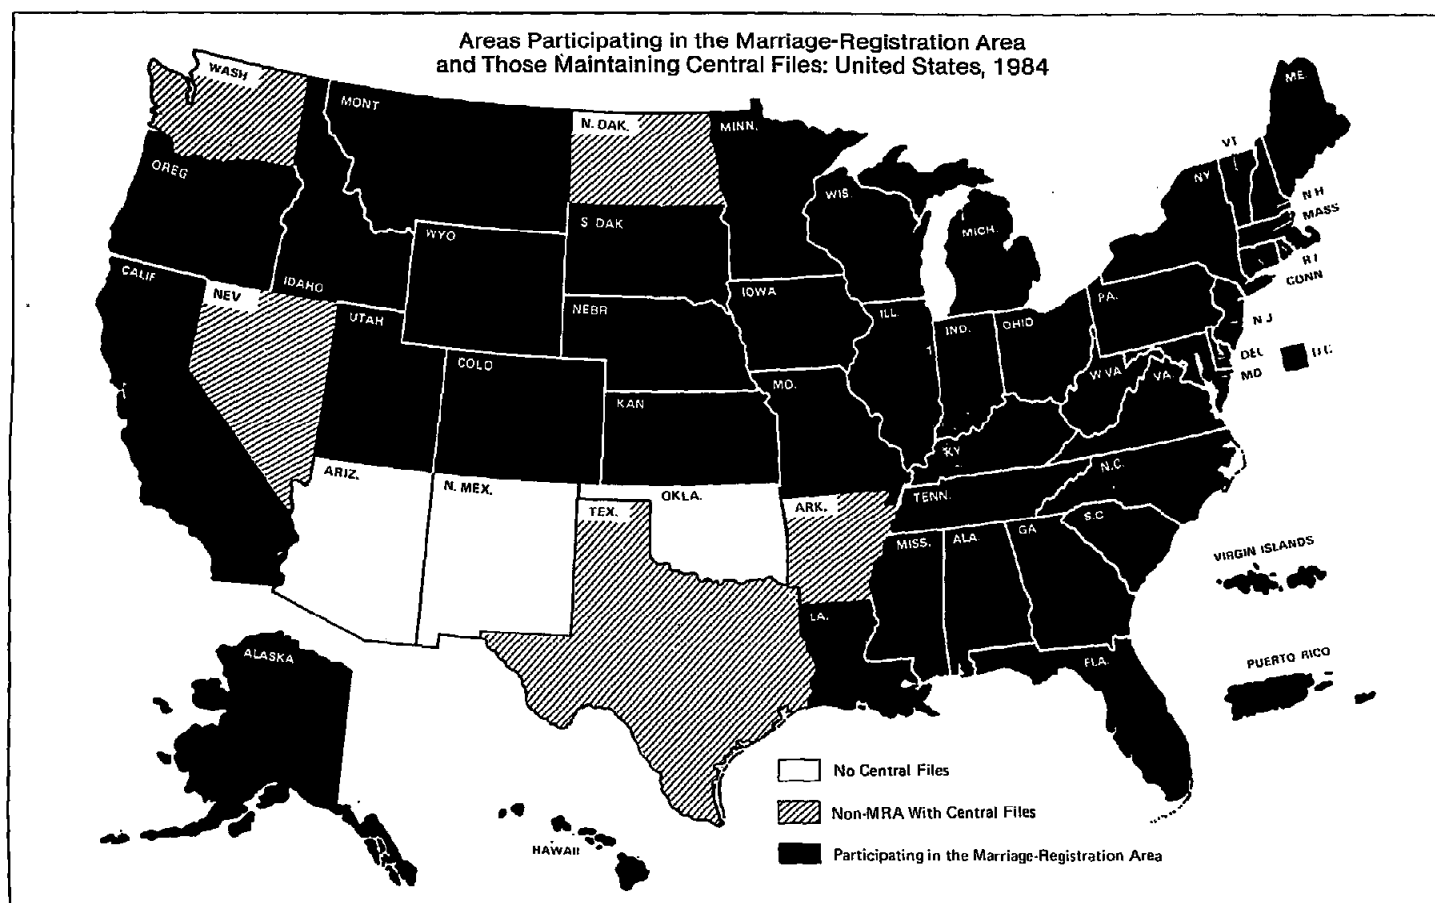 Areas Participating in the Marriage-Registration Area
and Those Maintaining Central Files: United States, 1984
WASH
MONT
N. DAK.
MINN.
ME.
OREG
VT
NY
N H
MASS
WIS.
MICH.
S DAK
WYO
IDAHO
CALIF
NEV
R I
CONN
IOWA
PA.
NEBR
UTAH
ILL.
IND.
OHIO
N J
DEL
MD
D C
COLO
W VA
VA.
MO.
KAN
KY
N.C.
ARIZ.
N. MEX.
OKLA.
TENN.
TEX.
ARK.
S.C
MISS.
ALA.
GA
VIRGIN ISLANDS
LA.
ALASKA
FLA.
PUERTO RICO
No Central Files
Non-MRA With Central Files
HAWAII
Participating in the Marriage-Registration Area